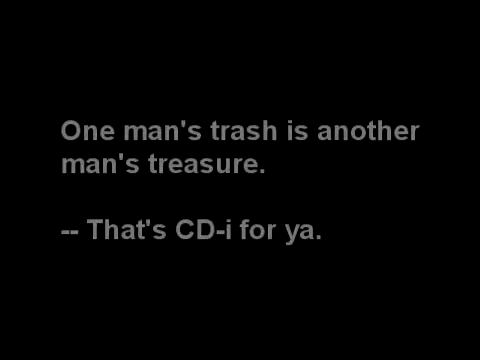 One man's trash is another
man's treasure.
-- That's CD-i for ya.